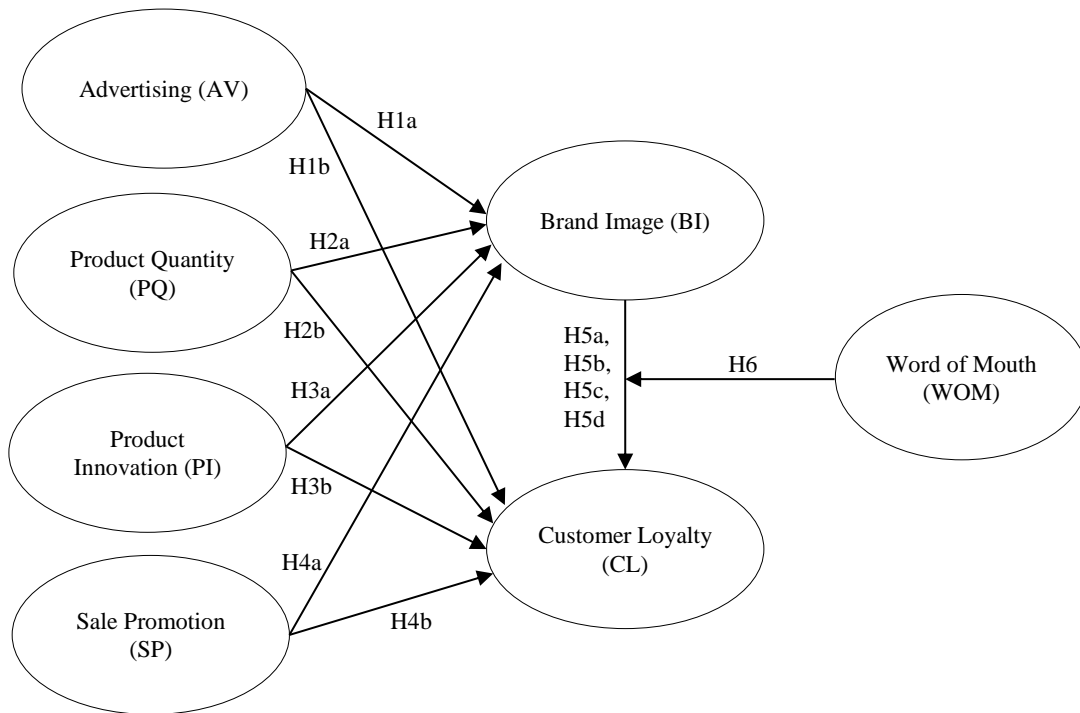 Advertising (AV)
H1a
H1b
Brand Image (BI)
Product Quantity
(PQ)
H2a
H2b
H5a,
H5b,
H5c,
H5d
H6
Word of Mouth
(WOM)
H3a
Product
Innovation (PI)
H3b
Customer Loyalty
(CL)
H4a
Sale Promotion
(SP)
H4b